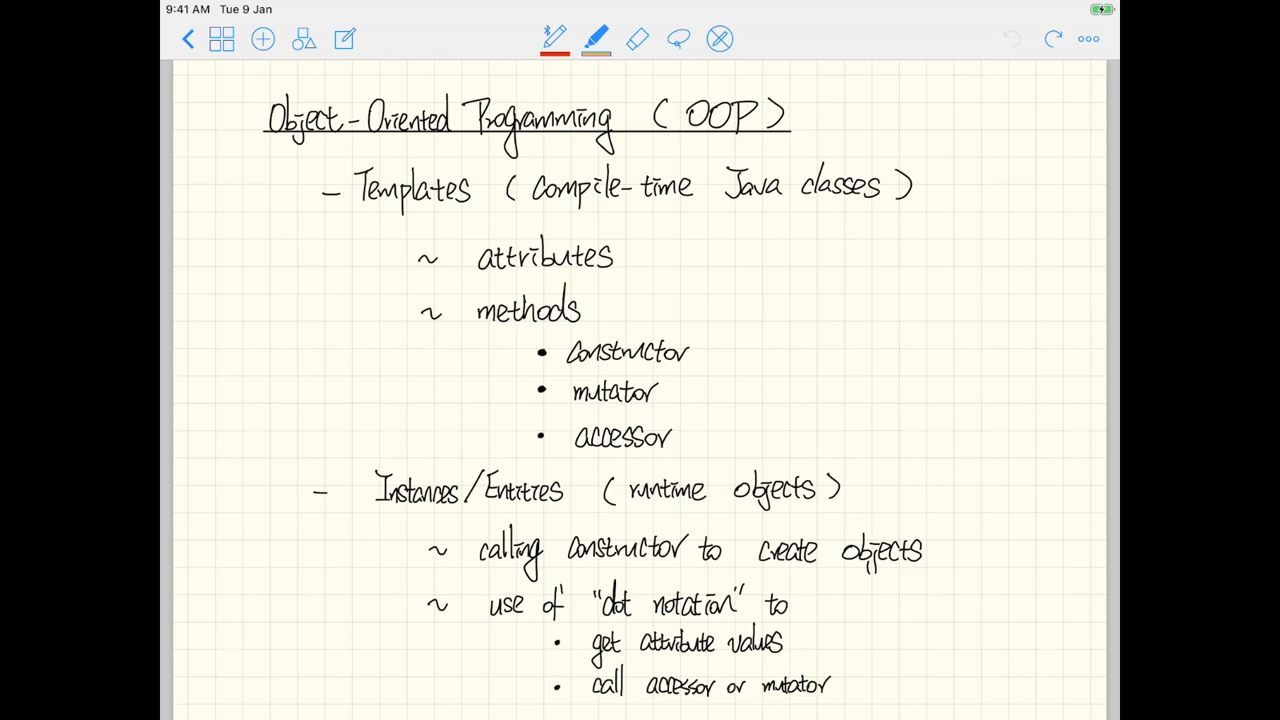 9:41 AM Tue 9 Jan
Object-Oriented Programming (OOP)
- Templates (compile-time Java classes)
~ attributes
~ methods
• constructor
• mutator
• accessor
- Instances/Entities (runtime objects)
~ calling constructor to create objects
~ use of "dot notation" to
• get attribute values
• call accessor or mutator